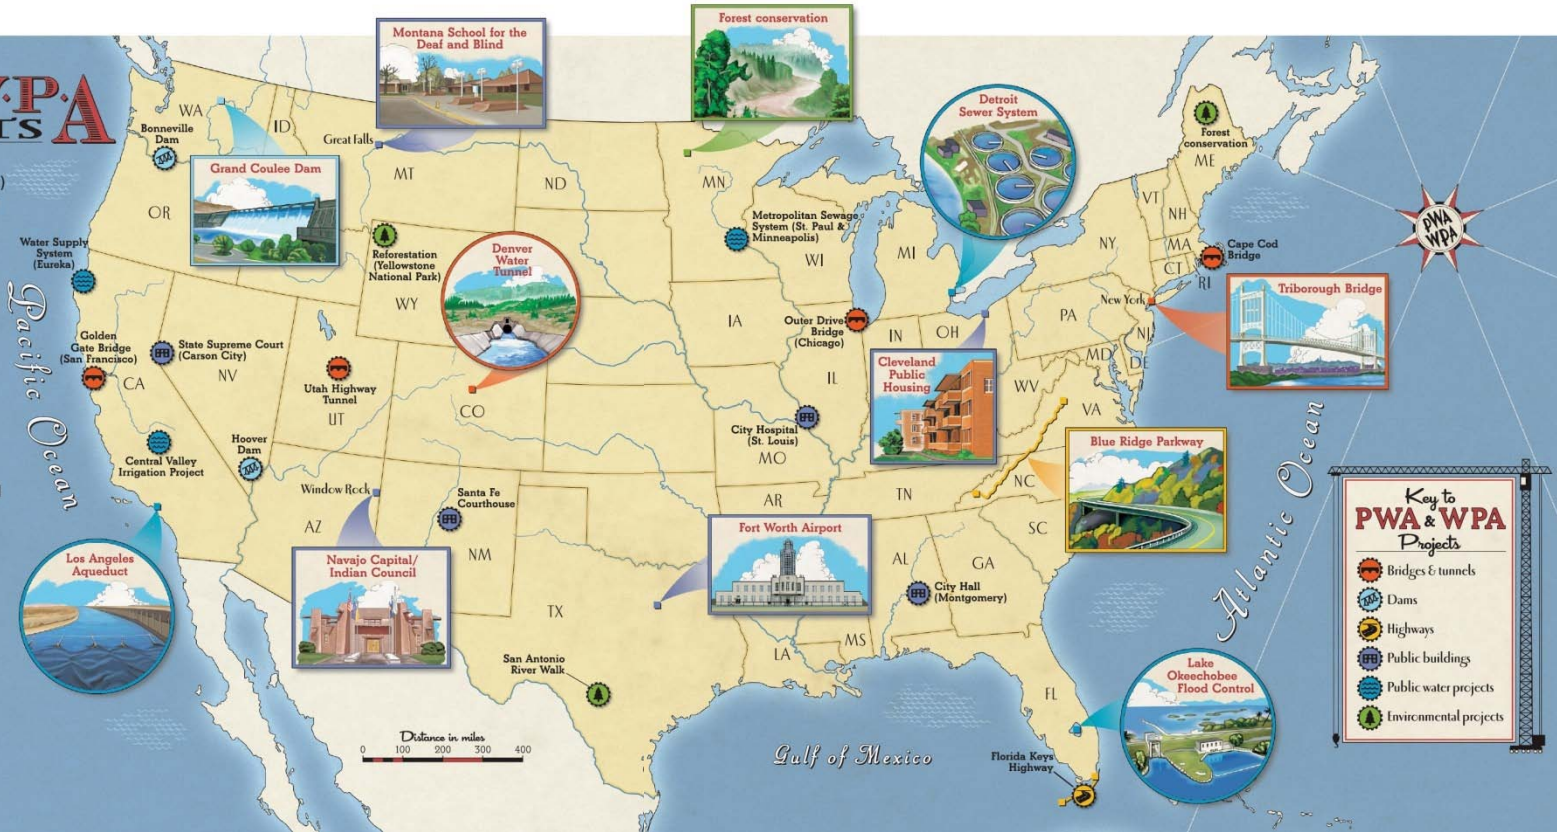 W·P·A
TS
)
Montana School for the
Deaf and Blind
Forest conservation
Detroit
Sewer System
Forest
conservation
ME
WA
ID
Bonneville
Dam
Great Falls
Grand Coulee Dam
MT
ND
MN
OR
VT
NH
Metropolitan Sewage
System (St. Paul &
Minneapolis)
WI
MI
NY
MA
CT
RI
Cape Cod
Bridge
PWA
WPA
Water Supply
System
(Eureka)
Reforestation
(Yellowstone
National Park)
WY
Denver
Water
Tunnel
Triborough Bridge
New York
PA
NJ
MD
DE
Pacific Ocean
Golden
Gate Bridge
(San Francisco)
CA
State Supreme Court
(Carson City)
NV
Utah Highway
Tunnel
UT
CO
IA
Outer Drive
Bridge
(Chicago)
IL
IN
OH
Cleveland
Public
Housing
WV
VA
City Hospital
(St. Louis)
MO
Blue Ridge Parkway
Central Valley
Irrigation Project
Hoover
Dam
Window Rock
AZ
Santa Fe
Courthouse
NM
AR
TN
NC
SC
Atlantic Ocean
Los Angeles
Aqueduct
Navajo Capital/
Indian Council
Fort Worth Airport
TX
AL
GA
City Hall
(Montgomery)
MS
LA
San Antonio
River Walk
FL
Lake
Okeechobee
Flood Control
Florida Keys
Highway
Gulf of Mexico
Distance in miles
0 100 200 300 400
Key to
PWA & WPA
Projects
Bridges & tunnels
Dams
Highways
Public buildings
Public water projects
Environmental projects